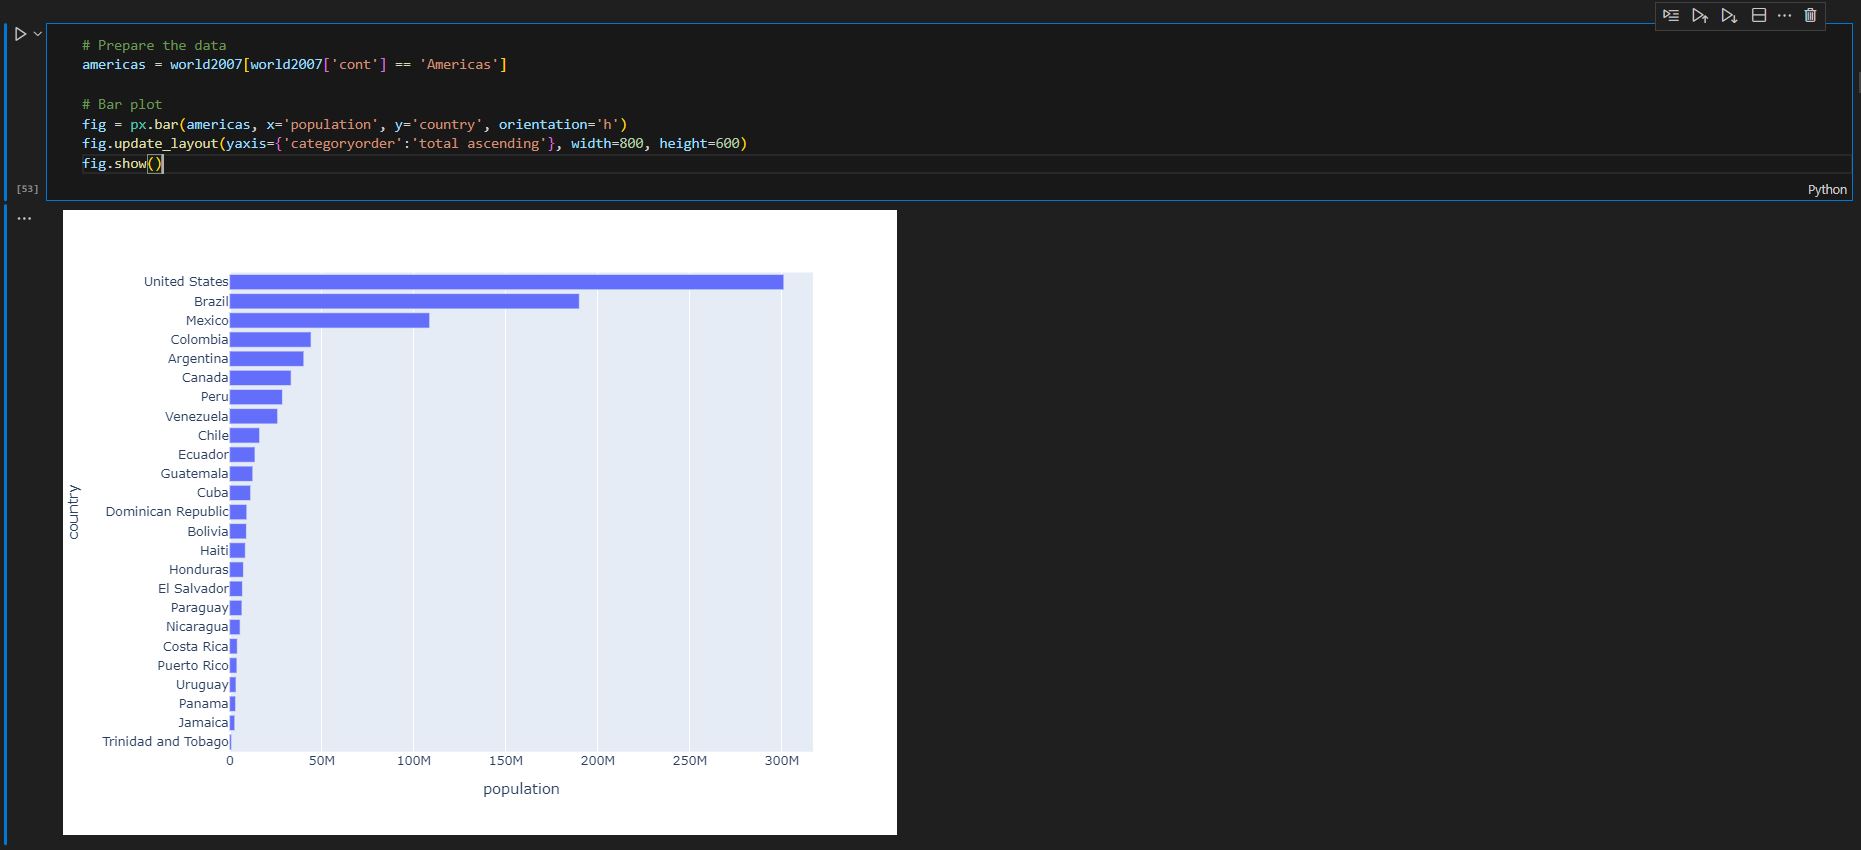 # Prepare the data
americas = world2007[world2007['cont'] == 'Americas']
# Bar plot
fig = px.bar(americas, x='population', y='country', orientation='h')
fig.update_layout(yaxis={'categoryorder':'total ascending'}, width=800, height=600)
fig.show()
[53]
Python
United States
Brazil
Mexico
Colombia
Argentina
Canada
Peru
Venezuela
Chile
Ecuador
Guatemala
Cuba
Dominican Republic
Bolivia
Haiti
Honduras
El Salvador
Paraguay
Nicaragua
Costa Rica
Puerto Rico
Uruguay
Panama
Jamaica
Trinidad and Tobago
country
0 50M 100M 150M 200M 250M 300M
population